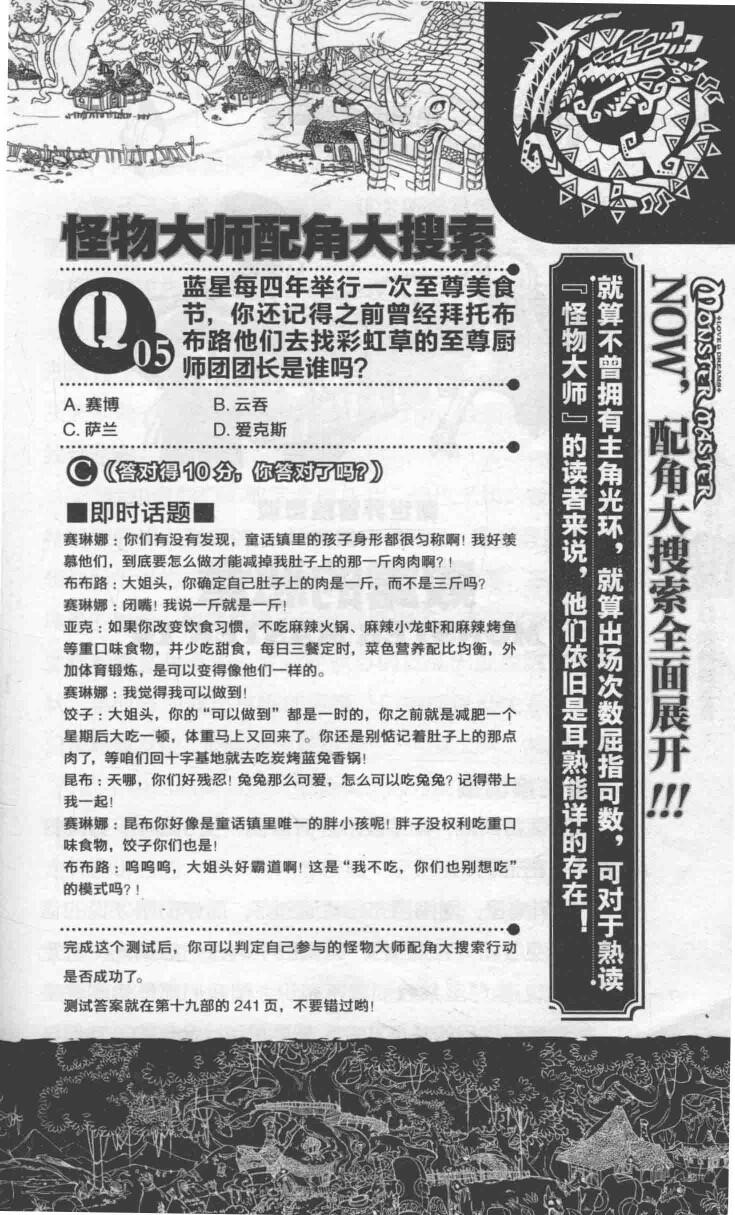 怪物大师配角大搜索
Q05
蓝星每四年举行一次至尊美食
节，你还记得之前曾经拜托布
布路他们去找彩虹草的至尊厨
师团团长是谁吗？
A. 赛博 B. 云吞
C. 萨兰 D. 爱克斯
C《答对得10分，你答对了吗？》
■即时话题■
赛琳娜：你们有没有发现，童话镇里的孩子身形都很匀称啊！我好羡
慕他们，到底要怎么做才能减掉我肚子上的那一斤肉肉啊？！
布布路：大姐头，你确定自己肚子上的肉是一斤，而不是三斤吗？
赛琳娜：闭嘴！我说一斤就是一斤！
亚克：如果你改变饮食习惯，不吃麻辣火锅、麻辣小龙虾和麻辣烤鱼
等重口味食物，并少吃甜食，每日三餐定时，菜色营养配比均衡，外
加体育锻炼，是可以变得像他们一样的。
赛琳娜：我觉得我可以做到！
饺子：大姐头，你的“可以做到”都是一时的，你之前就是减肥一个
星期后大吃一顿，体重马上又回来了。你还是别惦记着肚子上的那点
肉了，等咱们回十字基地就去吃炭烤蓝兔香锅！
昆布：天哪，你们好残忍！兔兔那么可爱，怎么可以吃兔兔？记得带上
我一起！
赛琳娜：昆布你好像是童话镇里唯一的胖小孩呢！胖子没权利吃重口
味食物，饺子你们也是！
布布路：呜呜呜，大姐头好霸道啊！这是“我不吃，你们也别想吃”
的模式吗？！
完成这个测试后，你可以判定自己参与的怪物大师配角大搜索行动
是否成功了。
测试答案就在第十九部的241页，不要错过哟！
LOVED DREAMS
MONSTER MASTER
NOW，配角大搜索全面展开!!!
就算不曾拥有主角光环，就算出场次数屈指可数，可对于熟读
『怪物大师』的读者来说，他们依旧是耳熟能详的存在！